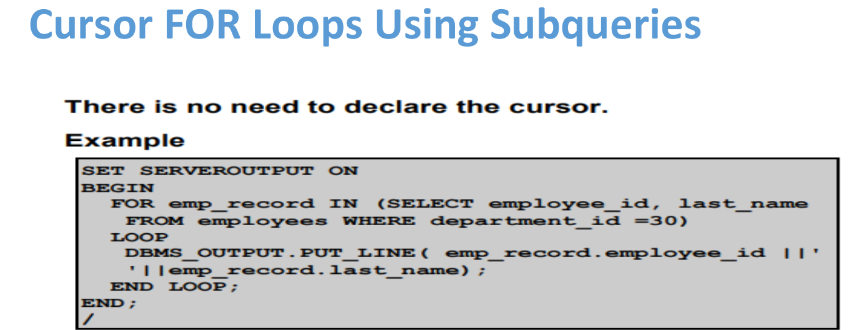 Cursor FOR Loops Using Subqueries
There is no need to declare the cursor.
Example
SET SERVEROUTPUT ON
BEGIN
FOR emp_record IN (SELECT employee_id, last_name
FROM employees WHERE department_id =30)
LOOP
DBMS_OUTPUT.PUT_LINE( emp_record.employee_id ||'
'||emp_record.last_name);
END LOOP;
END;
/